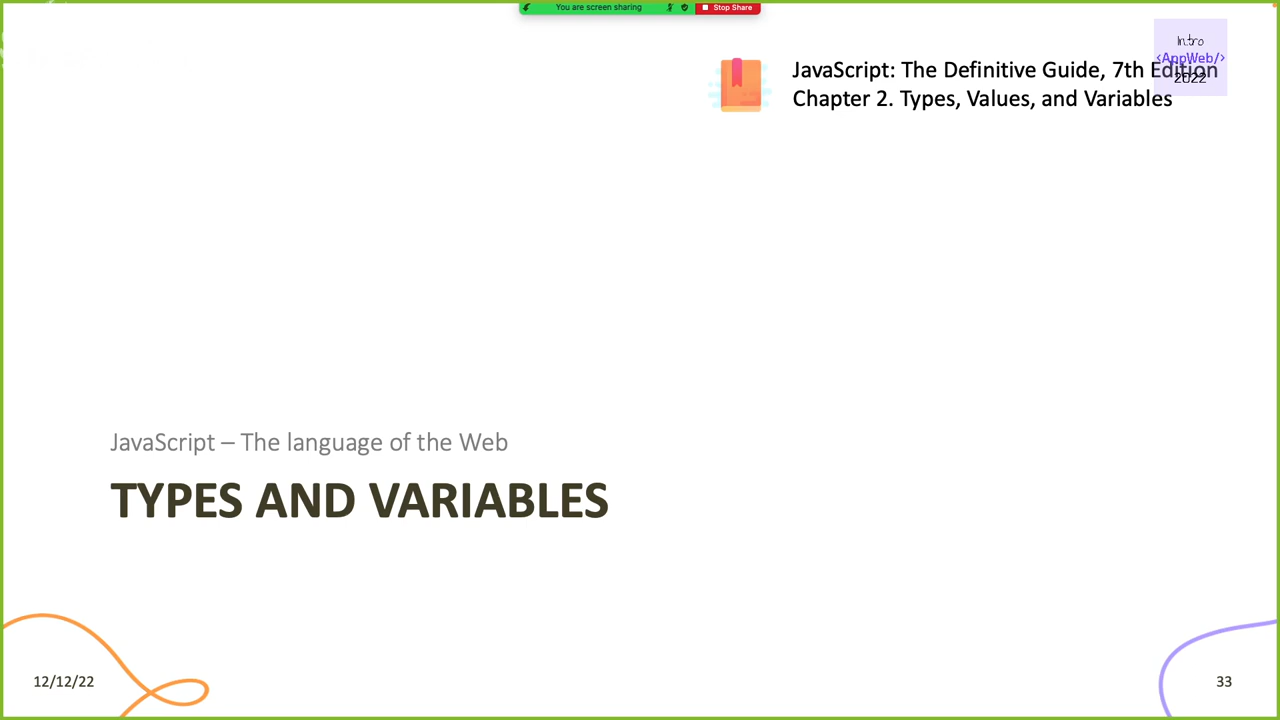 You are screen sharing
Stop Share
Intro
<AppWeb/>
2022
JavaScript: The Definitive Guide, 7th Edition
Chapter 2. Types, Values, and Variables
JavaScript – The language of the Web
TYPES AND VARIABLES
12/12/22
33